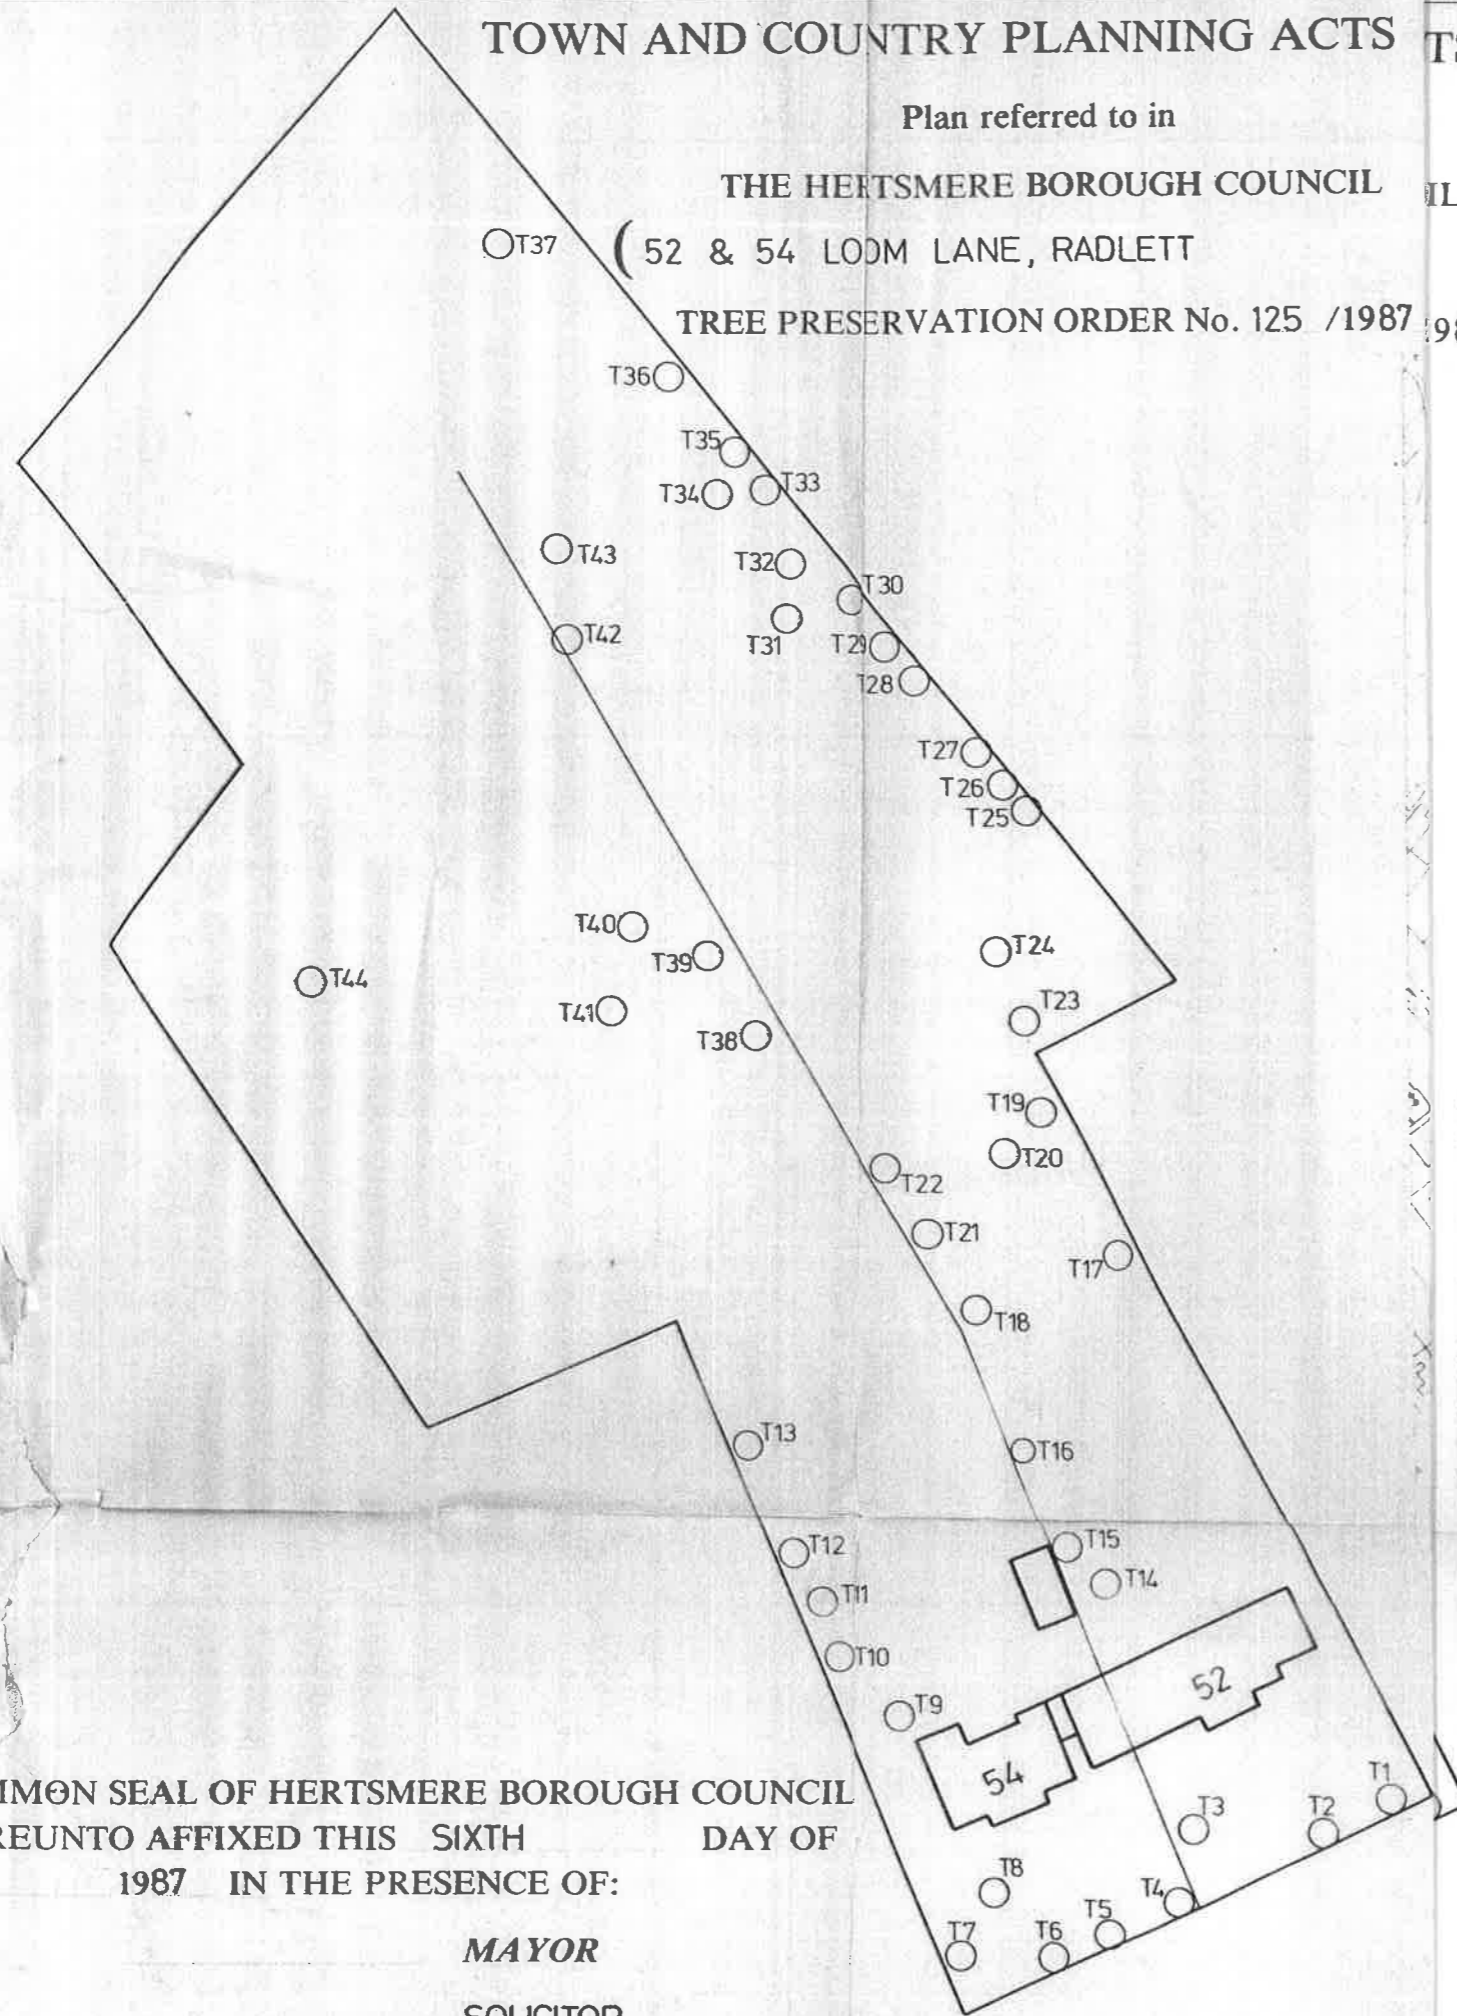 TOWN AND COUNTRY PLANNING ACTS
Plan referred to in
THE HERTSMERE BOROUGH COUNCIL
( 52 & 54 LOOM LANE, RADLETT
TREE PRESERVATION ORDER No. 125 /1987
T37
T36
T35
T34
T33
T43
T32
T30
T31
T42
T29
T28
T27
T26
T25
T40
T24
T39
T44
T41
T23
T38
T19
T20
T22
T21
T17
T18
T13
T16
T12
T15
T14
T11
T10
T9
52
54
T1
T3
T2
T8
T4
T5
T7
T6
MMON SEAL OF HERTSMERE BOROUGH COUNCIL
REUNTO AFFIXED THIS SIXTH DAY OF
1987 IN THE PRESENCE OF:
MAYOR
SOLICITOR